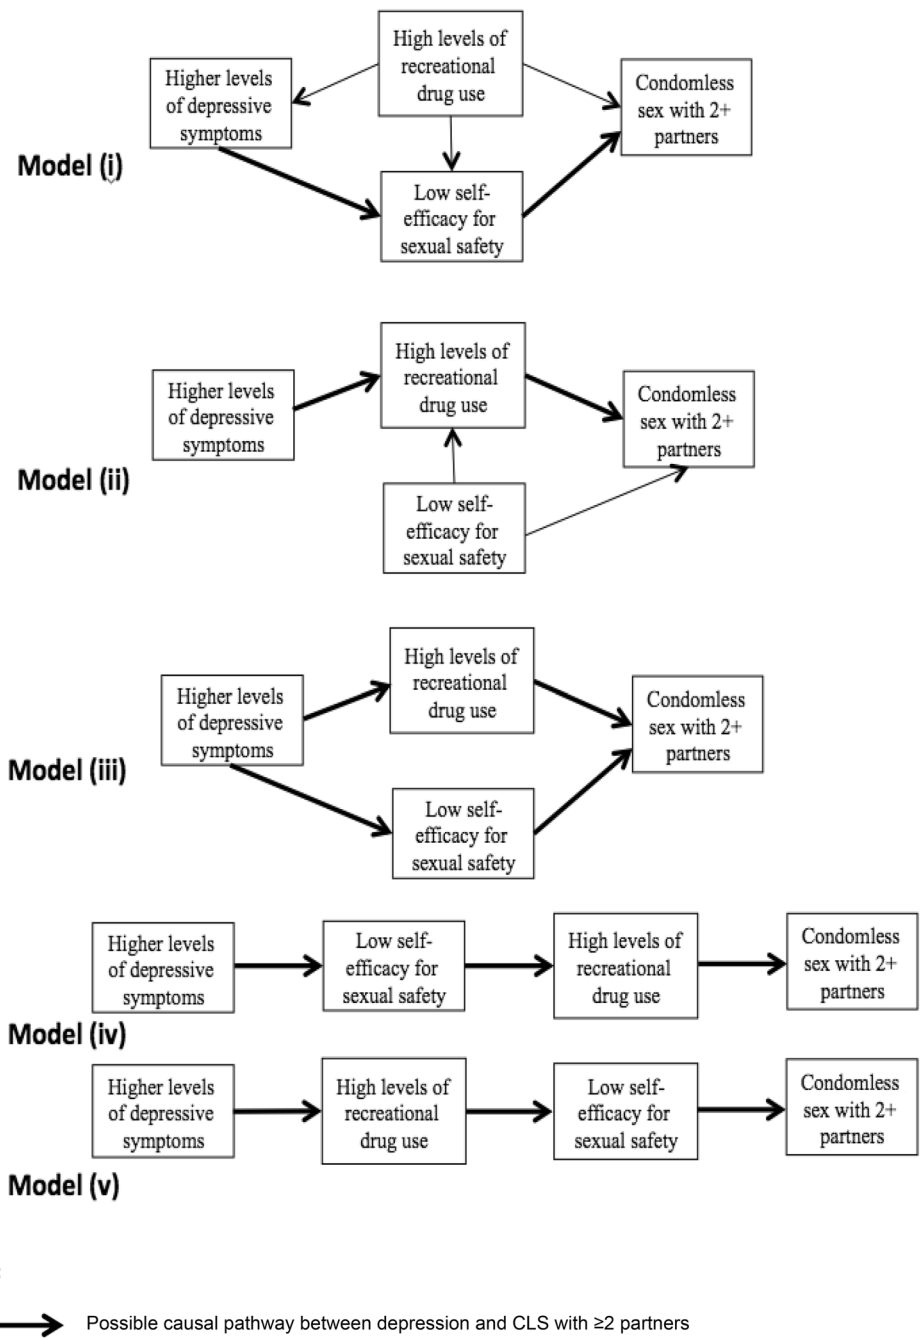 High levels of
recreational
drug use
Higher levels
of depressive
symptoms
Condomless
sex with 2+
partners
Model (i)
Low self-
efficacy for
sexual safety
High levels of
recreational
drug use
Higher levels
of depressive
symptoms
Condomless
sex with 2+
partners
Model (ii)
Low self-
efficacy for
sexual safety
High levels of
recreational
drug use
Higher levels
of depressive
symptoms
Condomless
sex with 2+
partners
Model (iii)
Low self-
efficacy for
sexual safety
Higher levels
of depressive
symptoms
Low self-
efficacy for
sexual safety
High levels of
recreational
drug use
Condomless
sex with 2+
partners
Model (iv)
Higher levels
of depressive
symptoms
High levels of
recreational
drug use
Low self-
efficacy for
sexual safety
Condomless
sex with 2+
partners
Model (v)
Possible causal pathway between depression and CLS with ≥2 partners